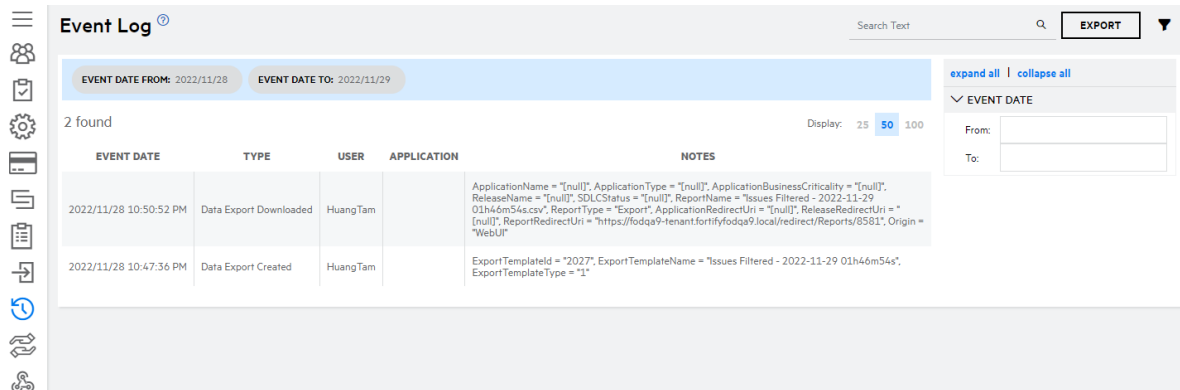 Event Log ?
Search Text
EXPORT
EVENT DATE FROM: 2022/11/28
EVENT DATE TO: 2022/11/29
expand all | collapse all
EVENT DATE
From:
To:
2 found
Display: 25 50 100
EVENT DATE TYPE USER APPLICATION NOTES
2022/11/28 10:50:52 PM Data Export Downloaded HuangTam
ApplicationName = "[null]", ApplicationType = "[null]", ApplicationBusinessCriticality = "[null]",
ReleaseName = "[null]", SDLCStatus = "[null]", ReportName = "Issues Filtered - 2022-11-29
01h46m54s.csv", ReportType = "Export", ApplicationRedirectUri = "[null]", ReleaseRedirectUri = "
[null]", ReportRedirectUri = "https://fodqa9-tenant.fortifyfodqa9.local/redirect/Reports/8581", Origin =
"WebUI"
2022/11/28 10:47:36 PM Data Export Created HuangTam
ExportTemplateId = "2027", ExportTemplateName = "Issues Filtered - 2022-11-29 01h46m54s",
ExportTemplateType = "1"